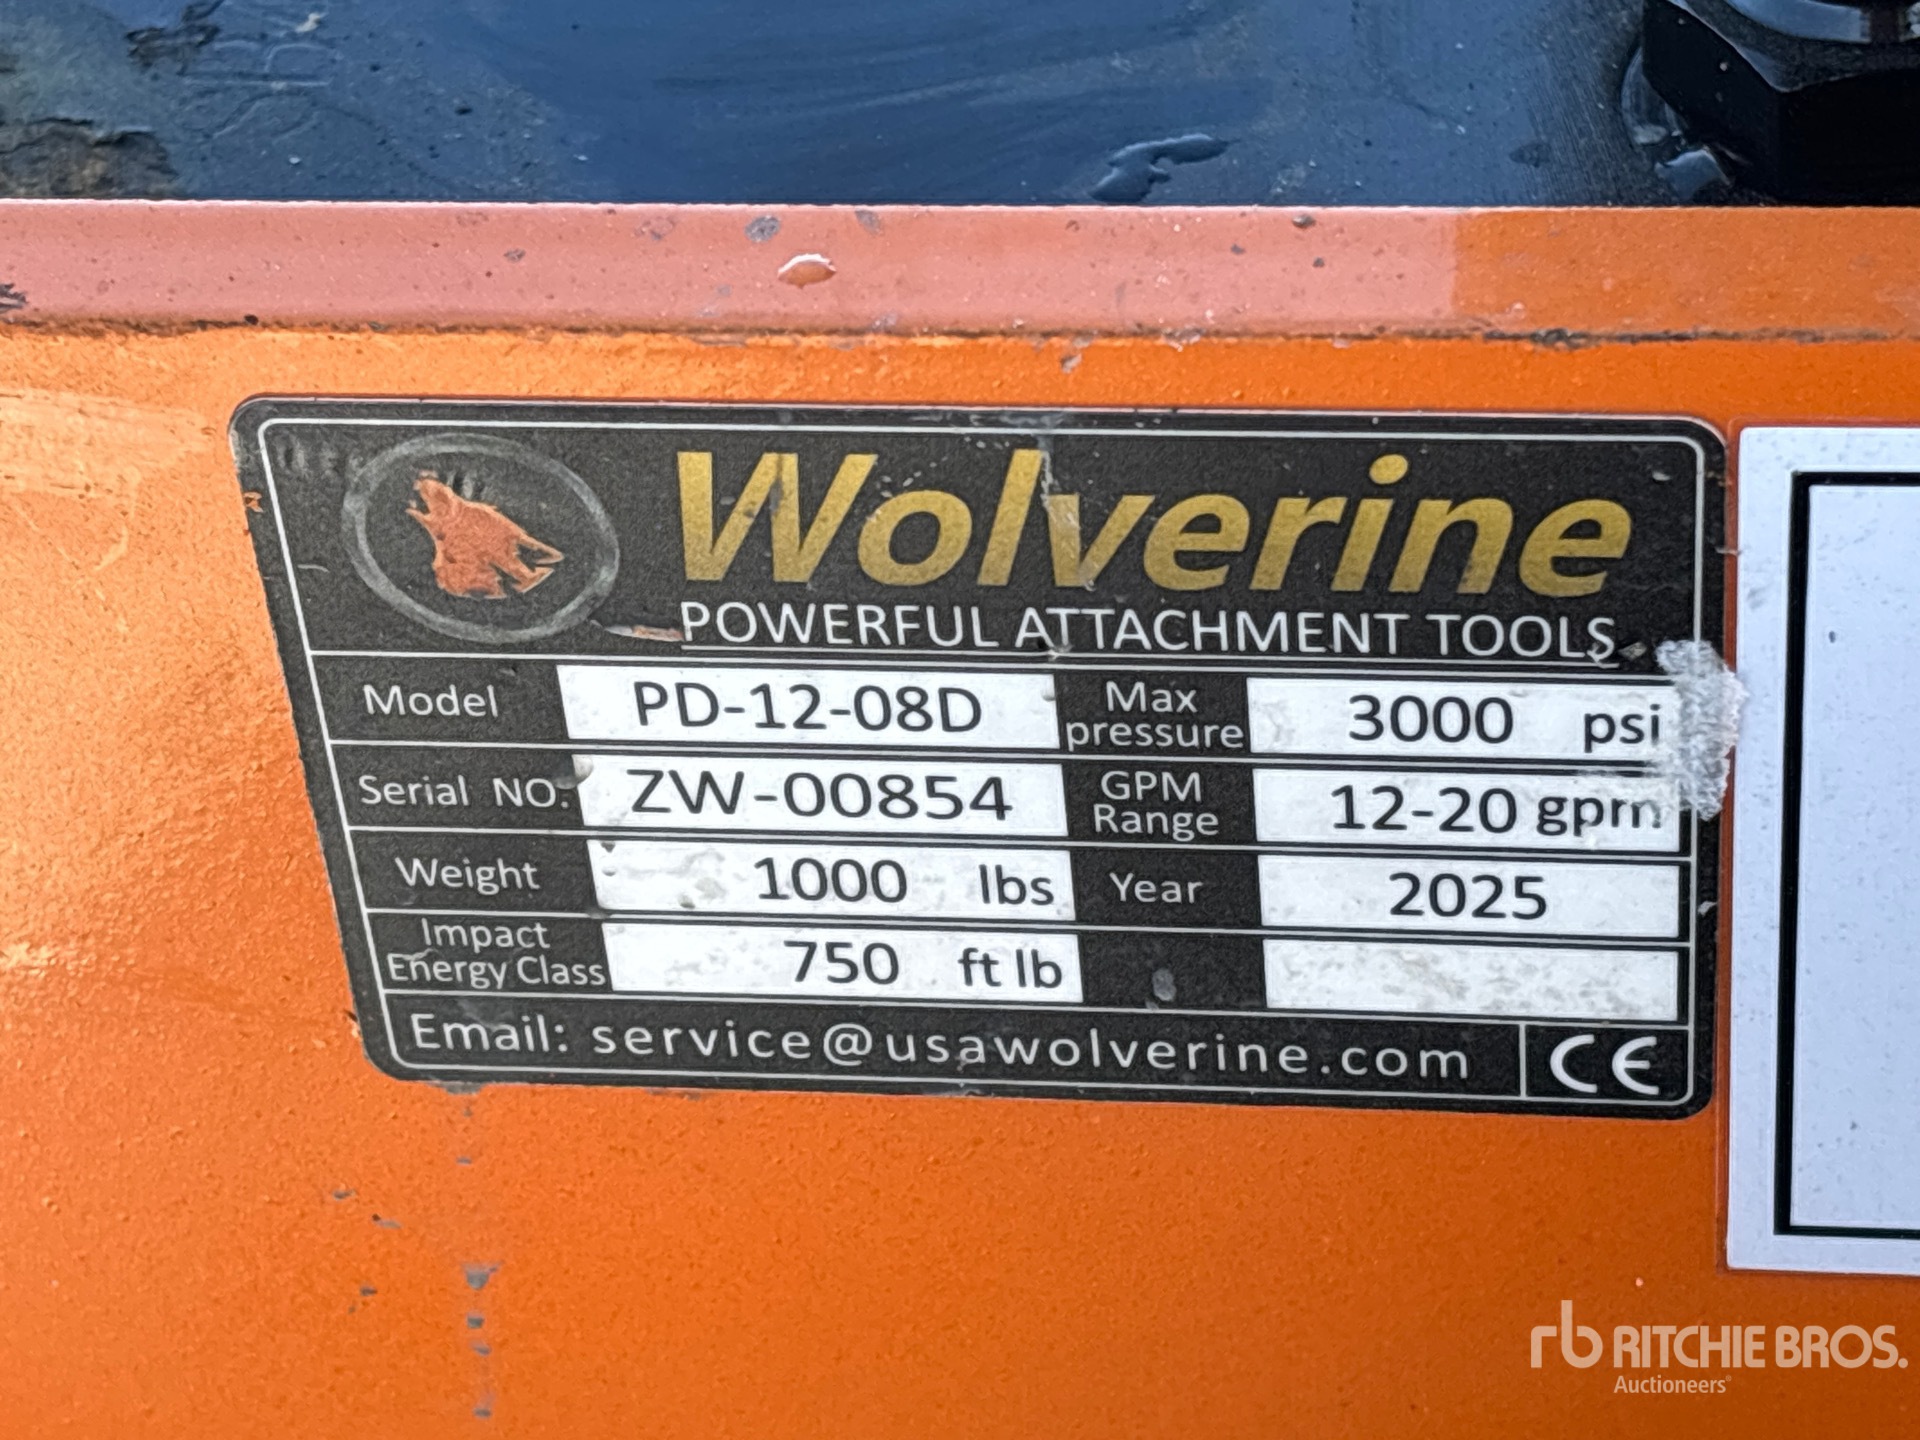 Wolverine
POWERFUL ATTACHMENT TOOLS
Model PD-12-08D Max pressure 3000 psi
Serial NO. ZW-00854 GPM Range 12-20 gpm
Weight 1000 lbs Year 2025
Impact Energy Class 750 ft lb
Email: service@usawolverine.com CE
rb RITCHIE BROS.
Auctioneers